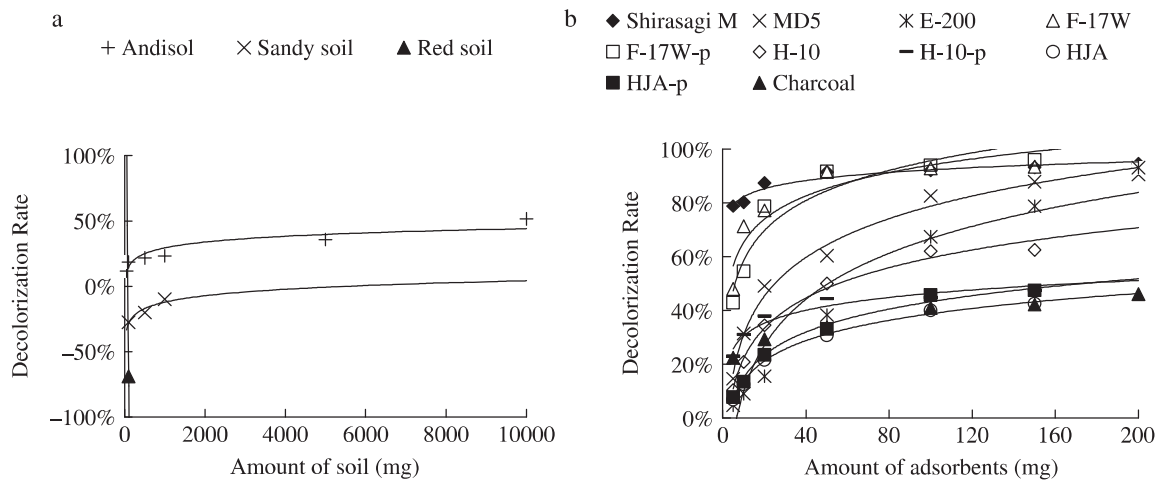 a
Andisol Sandy soil Red soil
Decolorization Rate
100%
50%
0%
−50%
−100%
0 2000 4000 6000 8000 10000
Amount of soil (mg)
b
Shirasagi M MD5 E-200 F-17W
F-17W-p H-10 H-10-p HJA
HJA-p Charcoal
Decolorization Rate
100%
80%
60%
40%
20%
0%
0 40 80 120 160 200
Amount of adsorbents (mg)